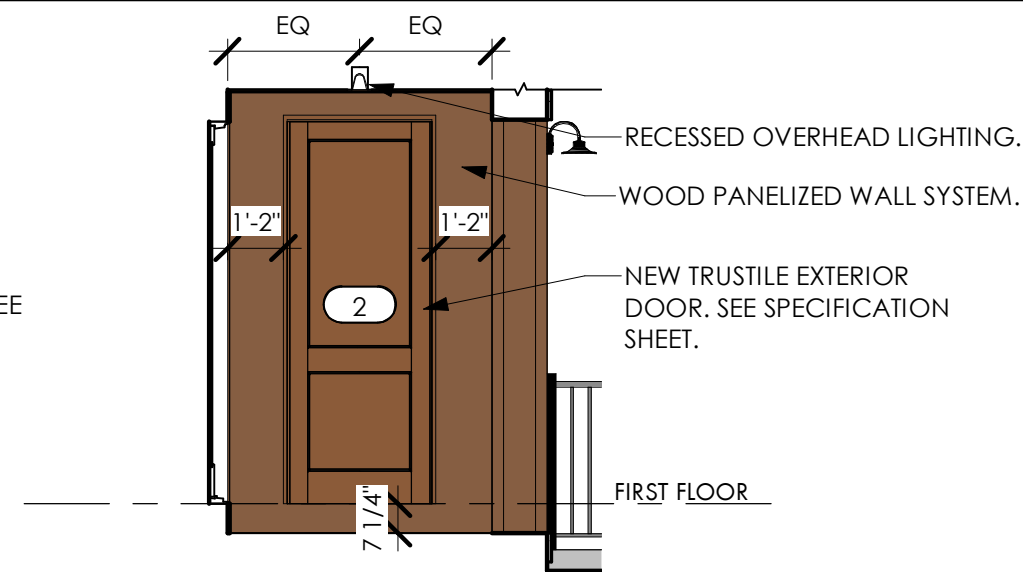 EQ EQ
RECESSED OVERHEAD LIGHTING.
WOOD PANELIZED WALL SYSTEM.
1'-2" 1'-2"
NEW TRUSTILE EXTERIOR
DOOR. SEE SPECIFICATION
SHEET.
EE
2
FIRST FLOOR
7 1/4"